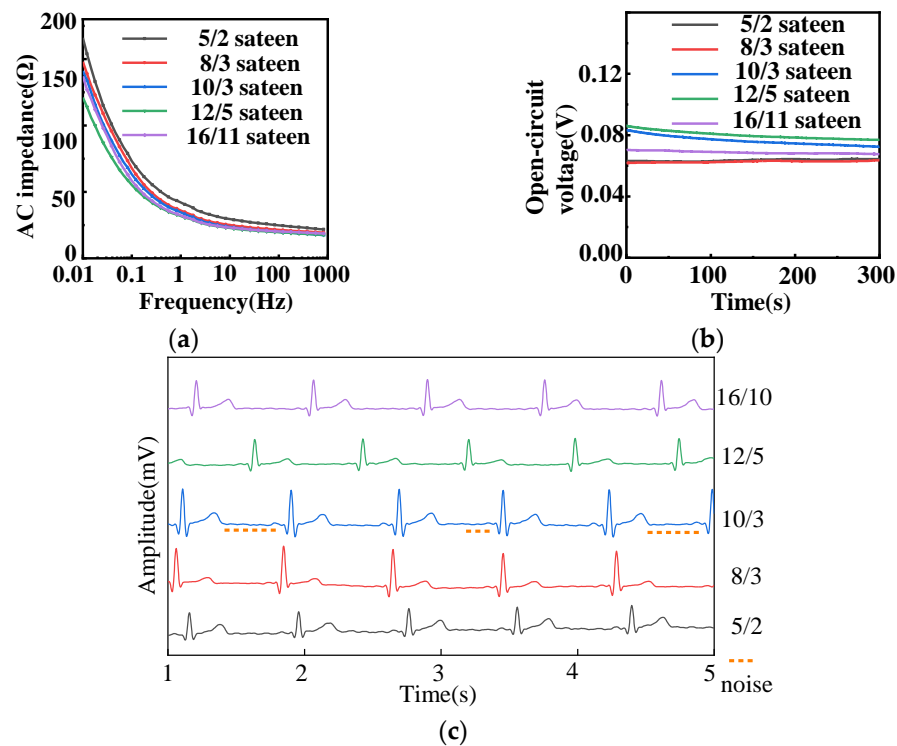 200
150
100
50
0
AC impedance(Ω)
5/2 sateen
8/3 sateen
10/3 sateen
12/5 sateen
16/11 sateen
0.01 0.1 1 10 100 1000
Frequency(Hz)
(a)
0.12
0.08
0.04
0.00
Open-circuit
voltage(V)
5/2 sateen
8/3 sateen
10/3 sateen
12/5 sateen
16/11 sateen
0 100 200 300
Time(s)
(b)
Amplitude(mV)
16/10
12/5
10/3
8/3
5/2
1 2 3 4 5
Time(s)
noise
(c)